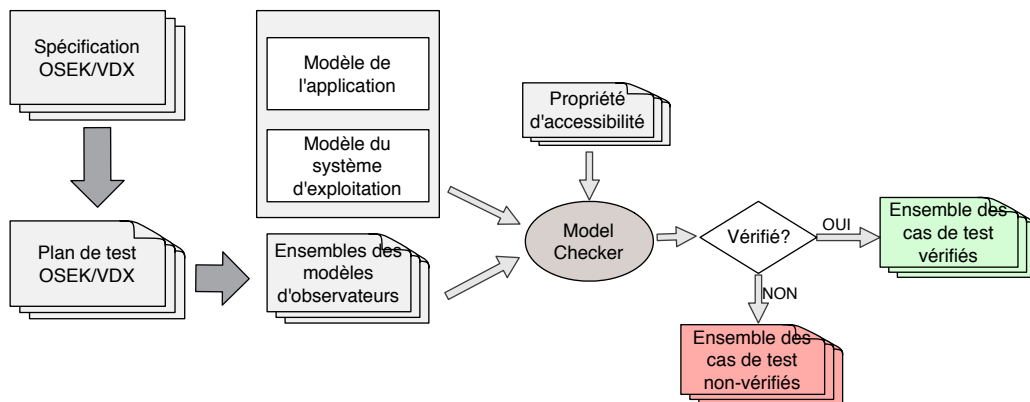 Spécification
OSEK/VDX
Modèle de
l'application
Modèle du
système
d'exploitation
Propriété
d'accessibilité
Plan de test
OSEK/VDX
Ensembles des
modèles
d'observateurs
Model
Checker
Vérifié?
OUI
NON
Ensemble des
cas de test
vérifiés
Ensemble des
cas de test
non-vérifiés